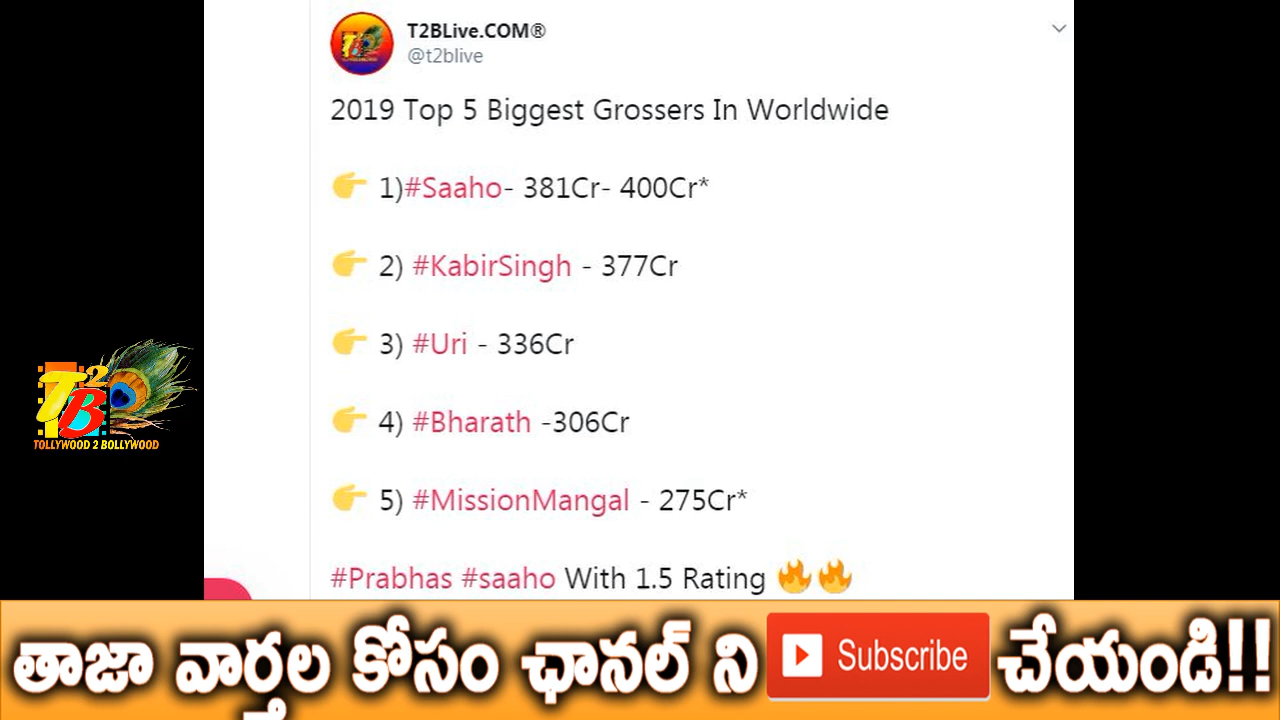 T2BLive.COM®
@t2blive
2019 Top 5 Biggest Grossers In Worldwide
👉 1)#Saaho- 381Cr- 400Cr*
👉 2) #KabirSingh - 377Cr
👉 3) #Uri - 336Cr
👉 4) #Bharath -306Cr
👉 5) #MissionMangal - 275Cr*
#Prabhas #saaho With 1.5 Rating 🔥🔥
T2B
TOLLYWOOD 2 BOLLYWOOD
తాజా వార్తల కోసం ఛానల్ ని Subscribe చేయండి!!